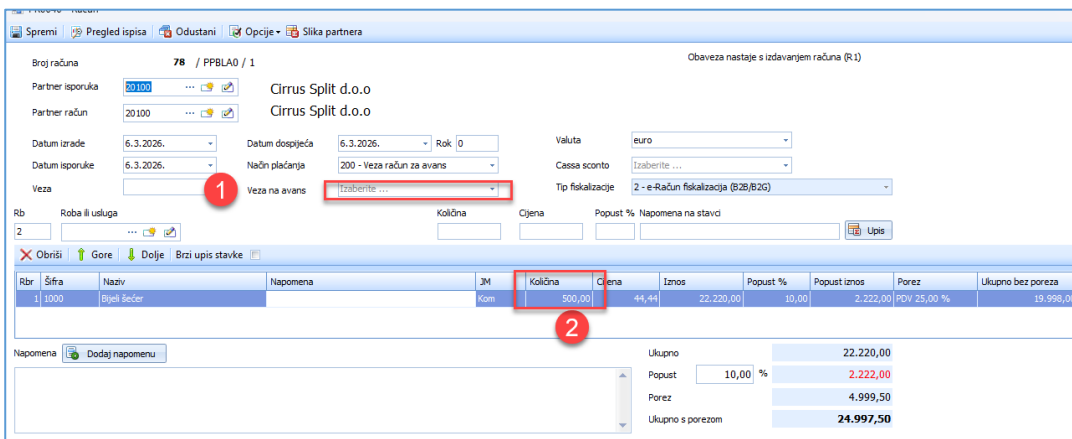 Spremi Pregled ispisa Odustani Opcije Slika partnera
Broj računa 78 / PPBLA0 / 1 Obaveza nastaje s izdavanjem računa (R1)
Partner isporuka 20100 ... Cirrus Split d.o.o
Partner račun 20100 ... Cirrus Split d.o.o
Datum izrade 6.3.2026. Datum dospijeća 6.3.2026. Rok 0 Valuta euro
Datum isporuke 6.3.2026. Način plaćanja 200 - Veza račun za avans Cassa sconto Izaberite ...
Veza 1 Veza na avans Izaberite ... Tip fiskalizacije 2 - e-Račun fiskalizacija (B2B/B2G)
Rb Roba ili usluga Količina Cijena Popust % Napomena na stavci
2 ... Upis
Obriši Gore Dolje Brzi upis stavke
Rbr Šifra Naziv Napomena JM Količina Cijena Iznos Popust % Popust iznos Porez Ukupno bez poreza
1 1000 Bijeli šećer Kom 500,00 44,44 22.220,00 10,00 2.222,00 PDV 25,00 % 19.998,00
2
Napomena Dodaj napomenu Ukupno 22.220,00
Popust 10,00 % 2.222,00
Porez 4.999,50
Ukupno s porezom 24.997,50